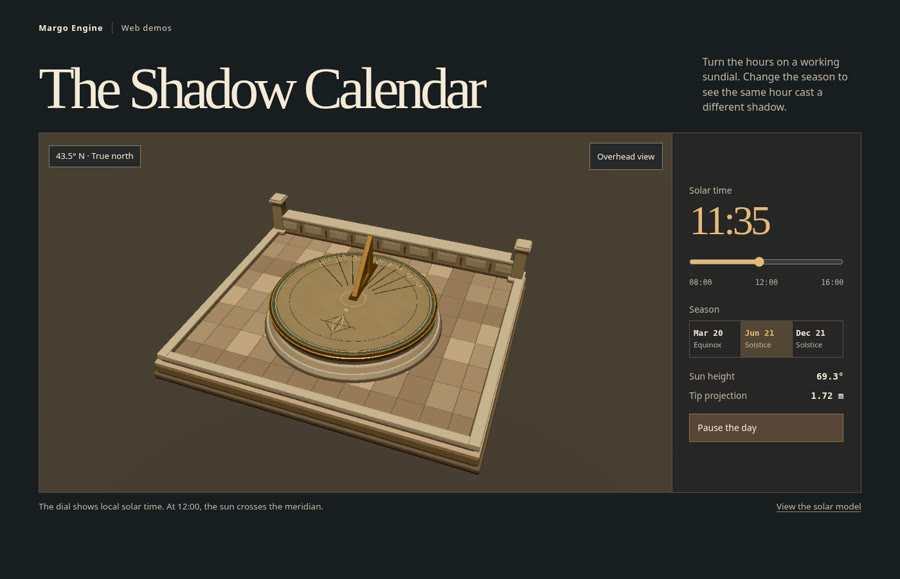 Margo Engine
Web demos
The Shadow Calendar
Turn the hours on a working
sundial. Change the season to
see the same hour cast a
different shadow.
43.5° N · True north
Overhead view
Solar time
11:35
08:00 12:00 16:00
Season
Mar 20 Jun 21 Dec 21
Equinox Solstice Solstice
Sun height 69.3°
Tip projection 1.72 m
Pause the day
The dial shows local solar time. At 12:00, the sun crosses the meridian.
View the solar model